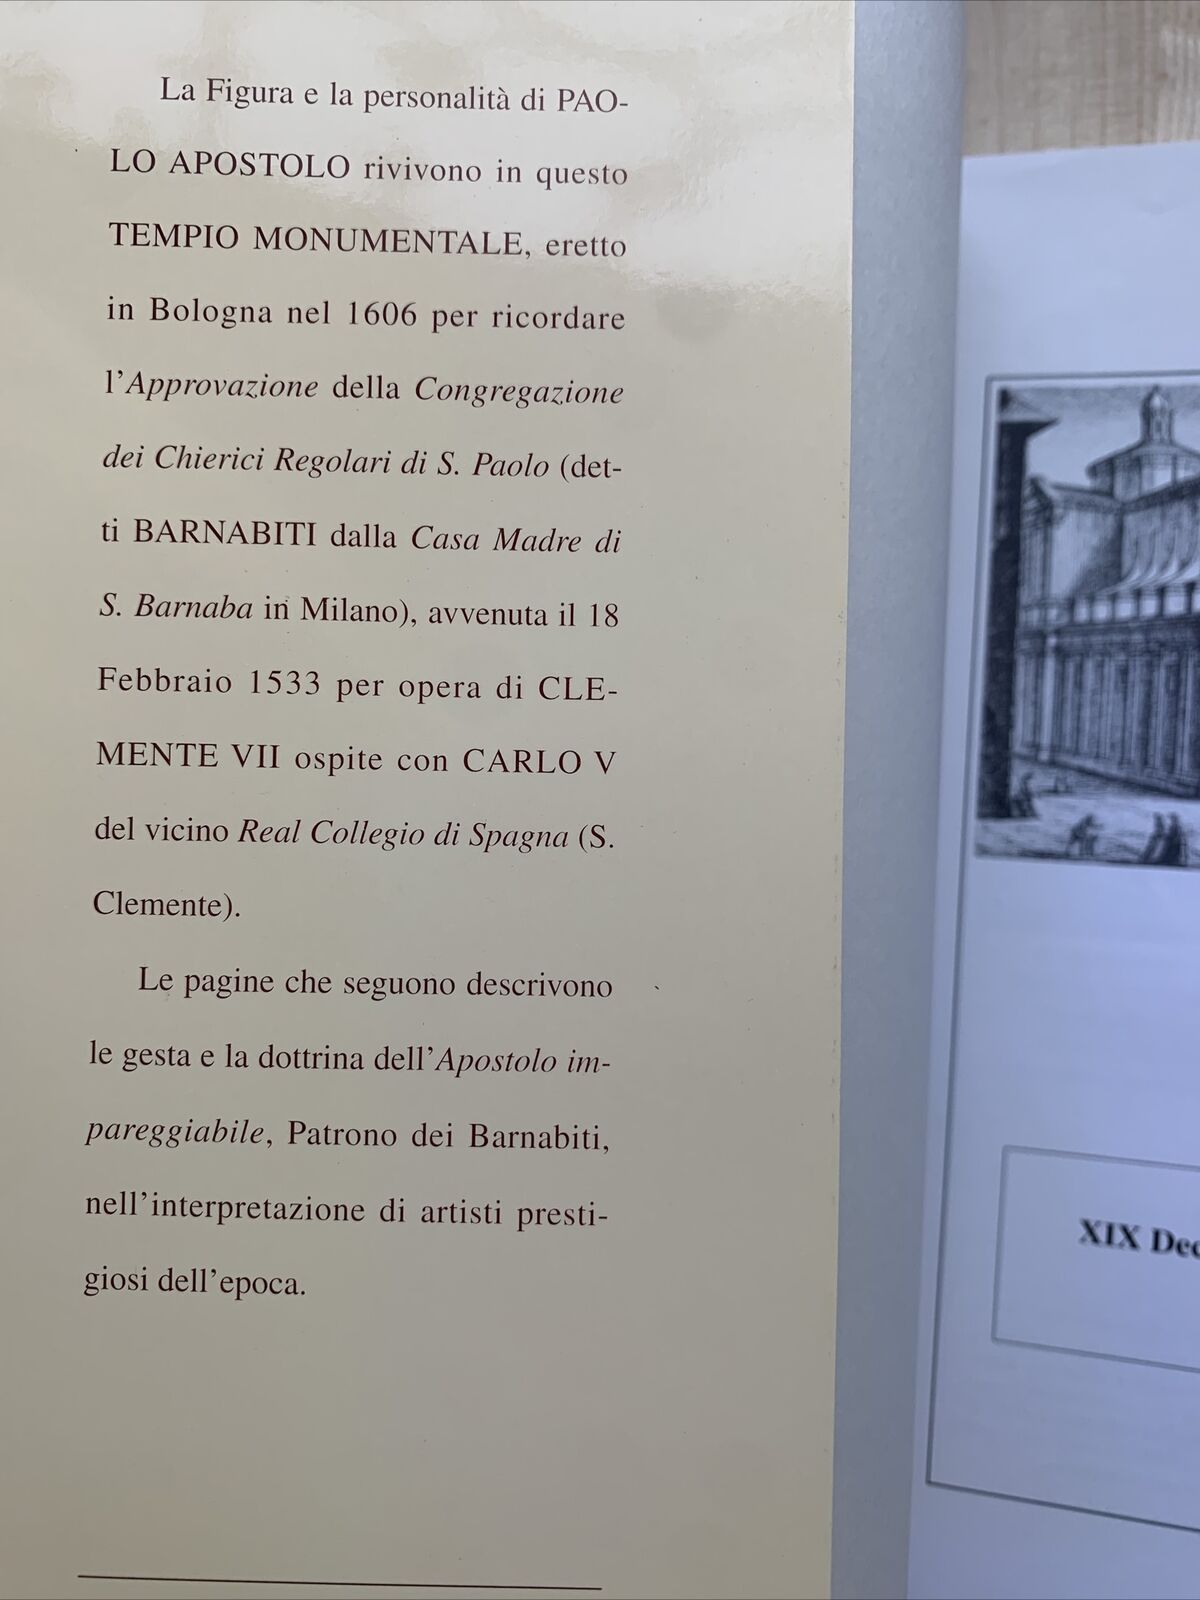 La Figura e la personalità di PAO-
LO APOSTOLO rivivono in questo
TEMPIO MONUMENTALE, eretto
in Bologna nel 1606 per ricordare
l’Approvazione della Congregazione
dei Chierici Regolari di S. Paolo (det-
ti BARNABITI dalla Casa Madre di
S. Barnaba in Milano), avvenuta il 18
Febbraio 1533 per opera di CLE-
MENTE VII ospite con CARLO V
del vicino Real Collegio di Spagna (S.
Clemente).
Le pagine che seguono descrivono
le gesta e la dottrina dell’Apostolo im-
pareggiabile, Patrono dei Barnabiti,
nell’interpretazione di artisti presti-
giosi dell’epoca.
XIX Dec